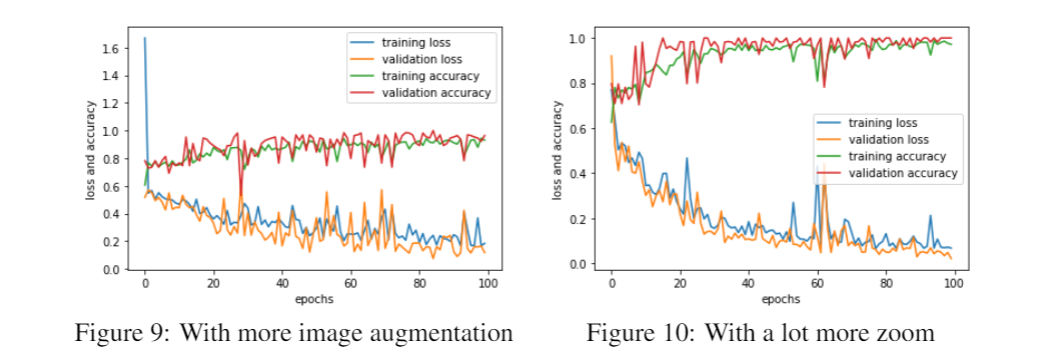 1.6
1.4
1.2
1.0
0.8
0.6
0.4
0.2
0.0
loss and accuracy
training loss
validation loss
training accuracy
validation accuracy
0 20 40 60 80 100
epochs
Figure 9: With more image augmentation
1.0
0.8
0.6
0.4
0.2
0.0
loss and accuracy
training loss
validation loss
training accuracy
validation accuracy
0 20 40 60 80 100
epochs
Figure 10: With a lot more zoom